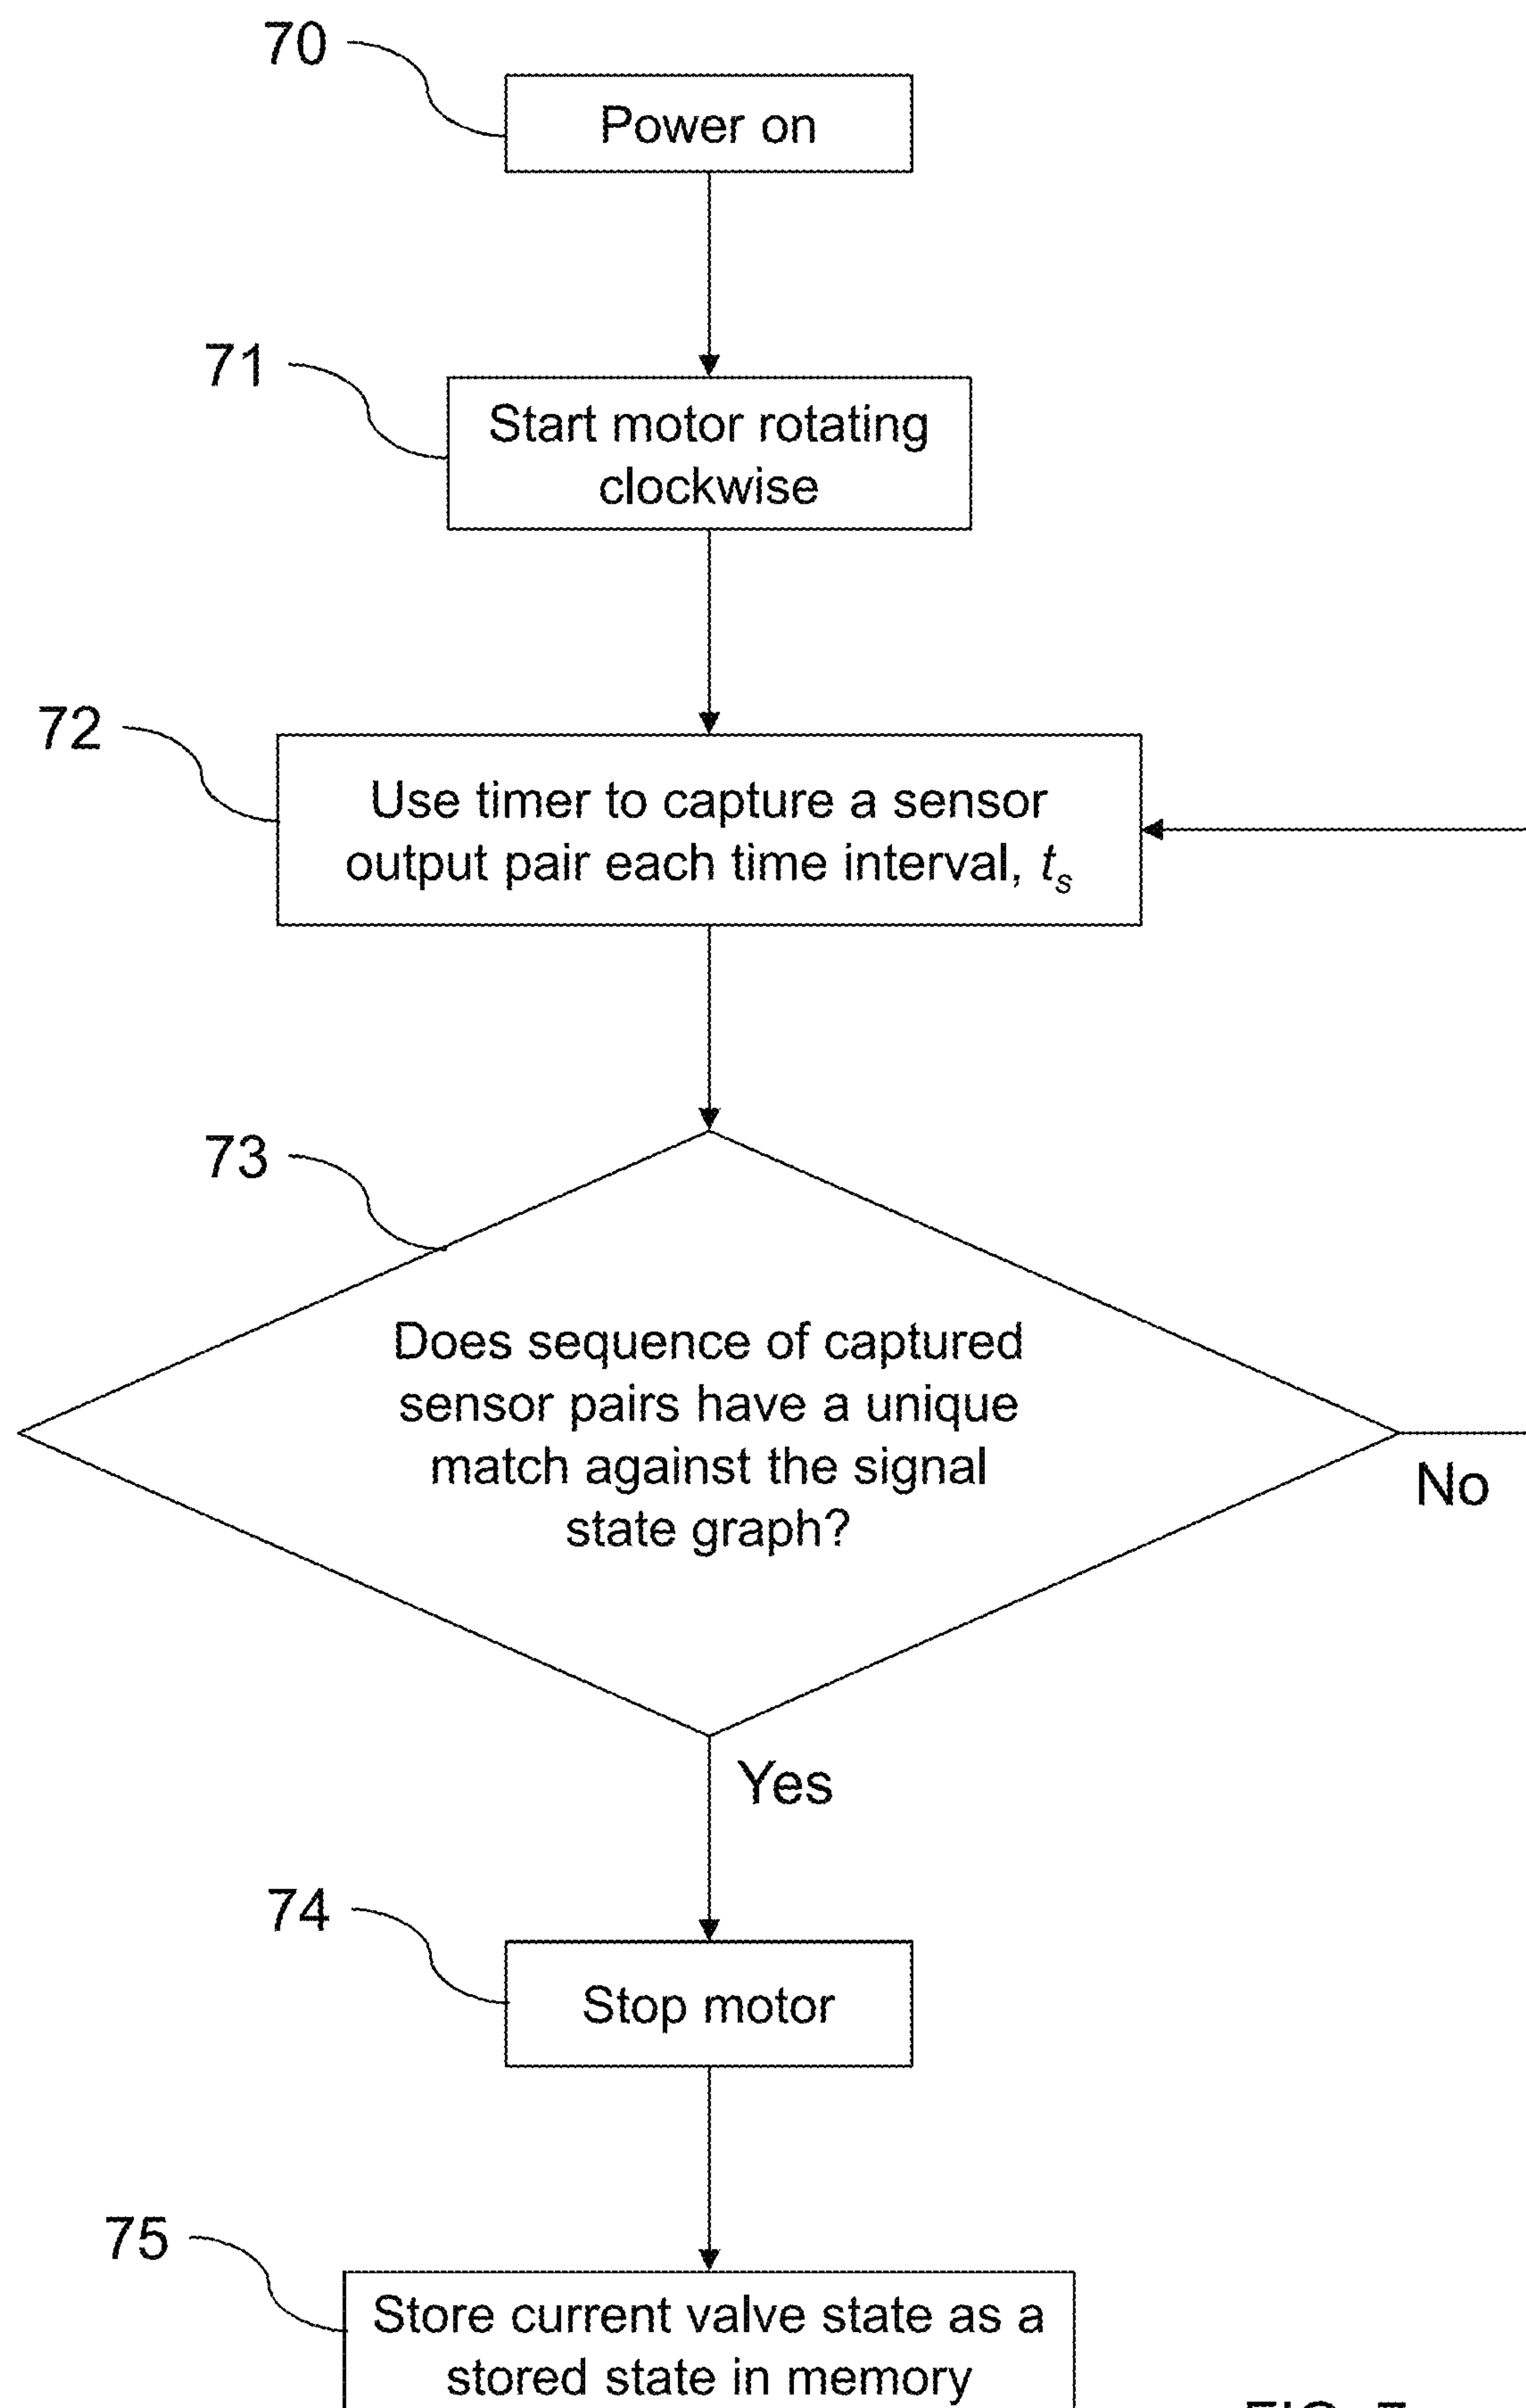 70
Power on
71
Start motor rotating
clockwise
72
Use timer to capture a sensor
output pair each time interval, tₛ
73
Does sequence of captured
sensor pairs have a unique
match against the signal
state graph?
No
Yes
74
Stop motor
75
Store current valve state as a
stored state in memory